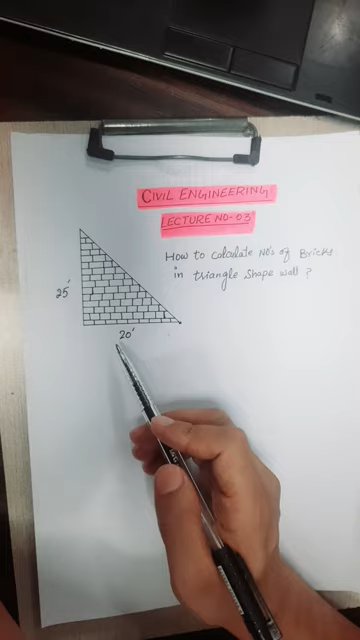 CIVIL ENGINEERING
LECTURE NO-03
How to calculate NO's of Bricks
in triangle shape wall ?
25'
20'